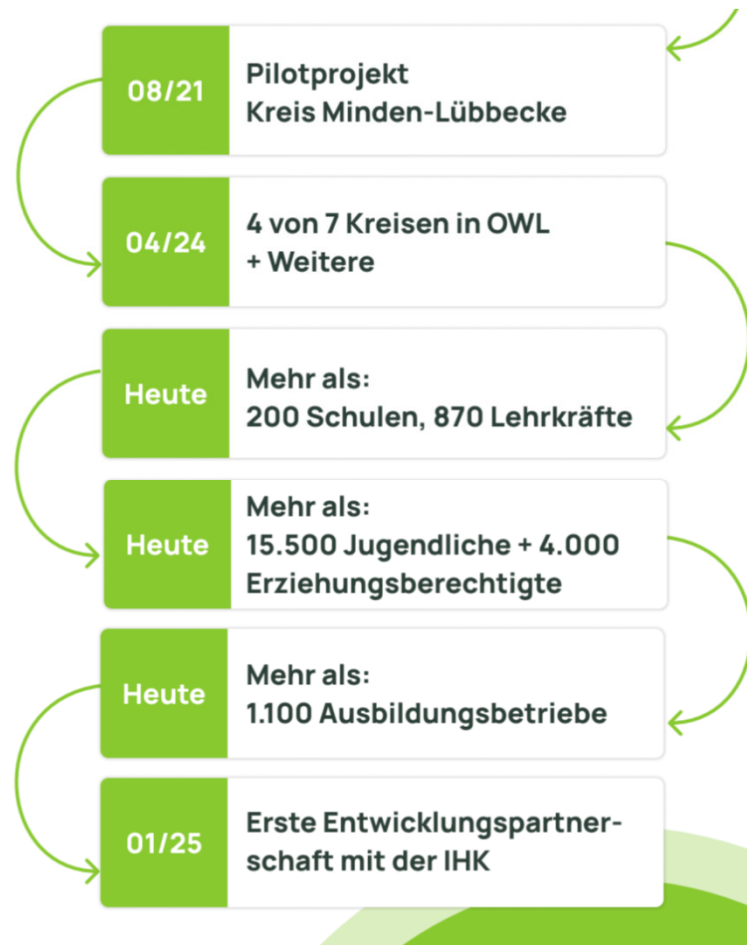 08/21
Pilotprojekt
Kreis Minden-Lübbecke
04/24
4 von 7 Kreisen in OWL
+ Weitere
Heute
Mehr als:
200 Schulen, 870 Lehrkräfte
Heute
Mehr als:
15.500 Jugendliche + 4.000
Erziehungsberechtigte
Heute
Mehr als:
1.100 Ausbildungsbetriebe
01/25
Erste Entwicklungspartner-
schaft mit der IHK